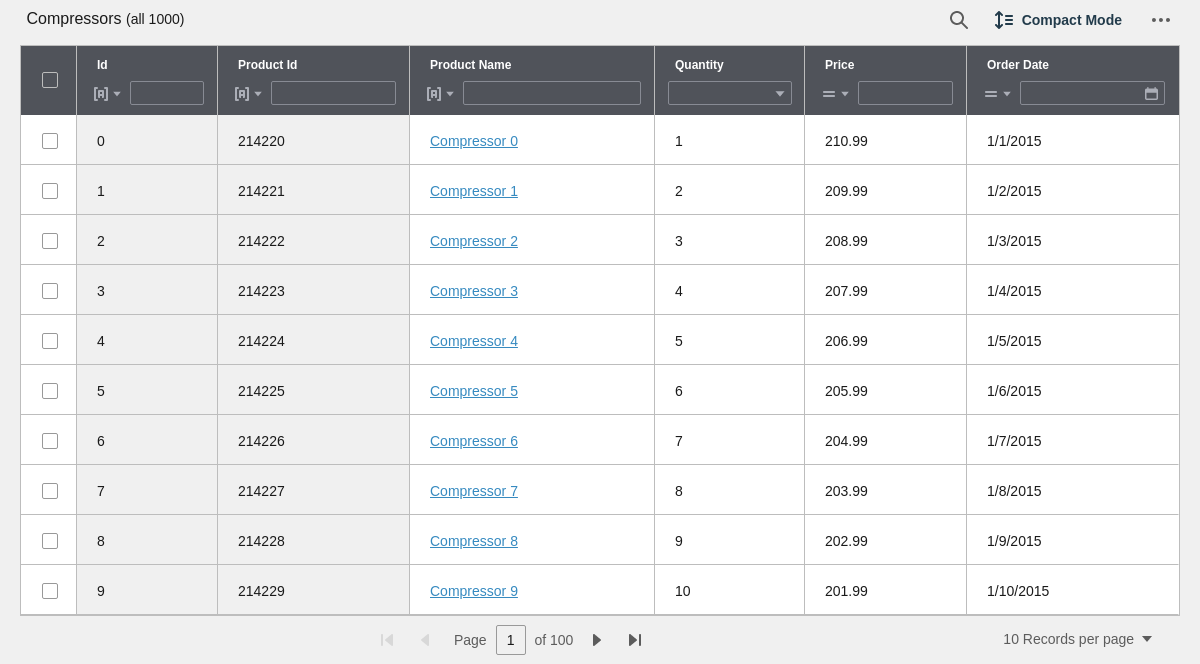 Compressors (all 1000)
Compact Mode
Id Product Id Product Name Quantity Price Order Date
0 214220 Compressor 0 1 210.99 1/1/2015
1 214221 Compressor 1 2 209.99 1/2/2015
2 214222 Compressor 2 3 208.99 1/3/2015
3 214223 Compressor 3 4 207.99 1/4/2015
4 214224 Compressor 4 5 206.99 1/5/2015
5 214225 Compressor 5 6 205.99 1/6/2015
6 214226 Compressor 6 7 204.99 1/7/2015
7 214227 Compressor 7 8 203.99 1/8/2015
8 214228 Compressor 8 9 202.99 1/9/2015
9 214229 Compressor 9 10 201.99 1/10/2015
Page 1 of 100
10 Records per page